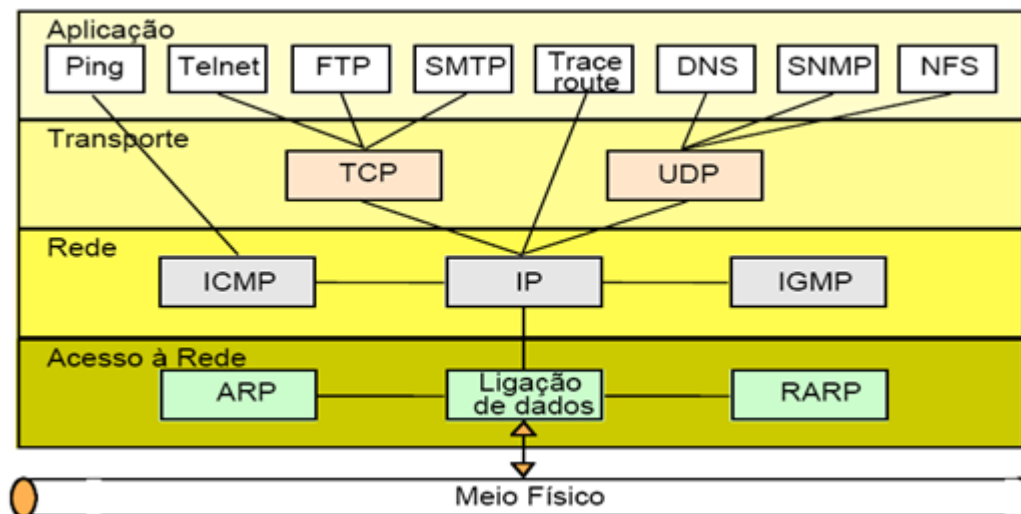 Aplicação
Ping Telnet FTP SMTP Trace route DNS SNMP NFS
Transporte
TCP UDP
Rede
ICMP IP IGMP
Acesso à Rede
ARP Ligação de dados RARP
Meio Físico